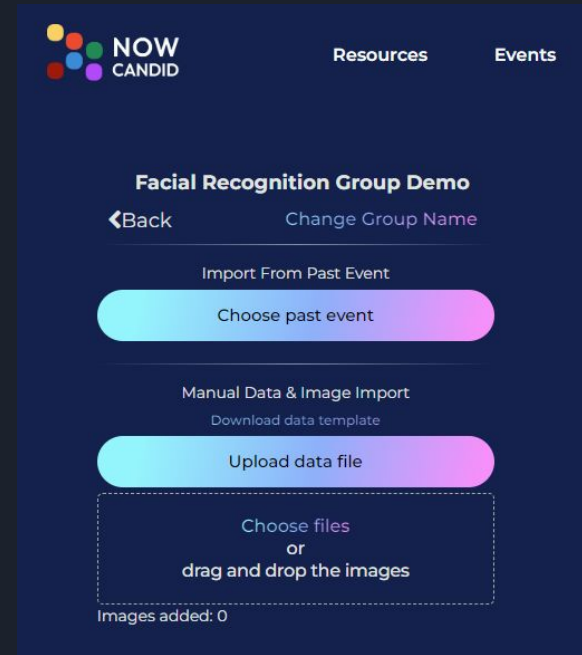 NOW
CANDID
Resources
Events
Facial Recognition Group Demo
Back
Change Group Name
Import From Past Event
Choose past event
Manual Data & Image Import
Download data template
Upload data file
Choose files
or
drag and drop the images
Images added: 0